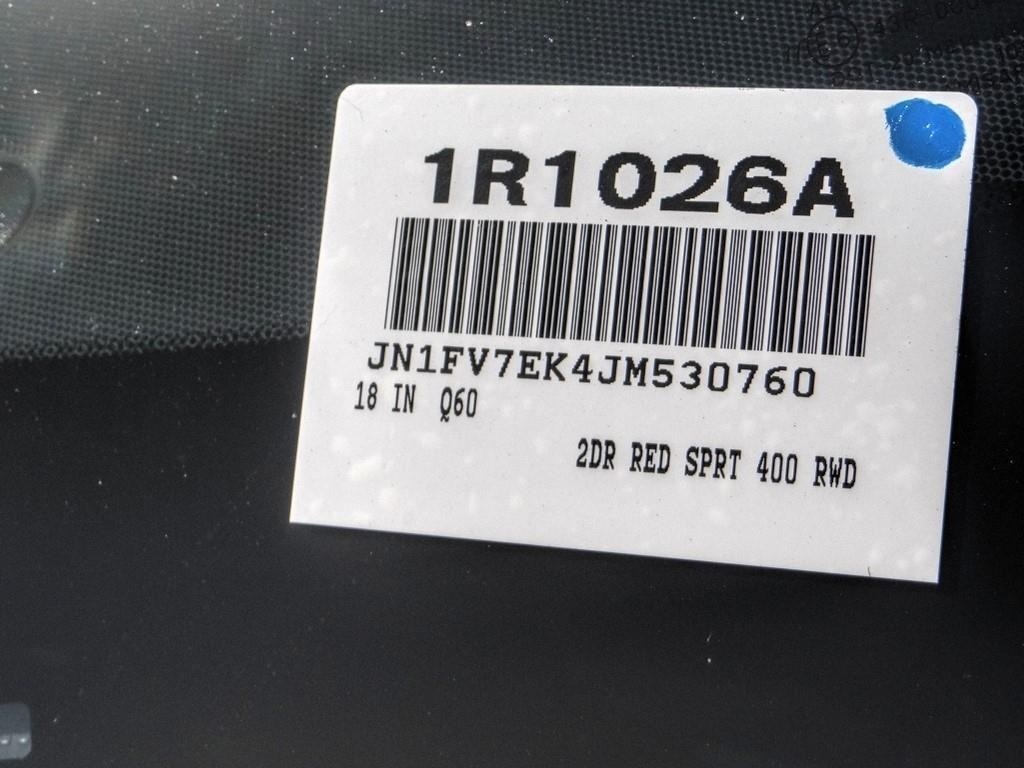 1R1026A
JN1FV7EK4JM530760
18 IN Q60
2DR RED SPRT 400 RWD